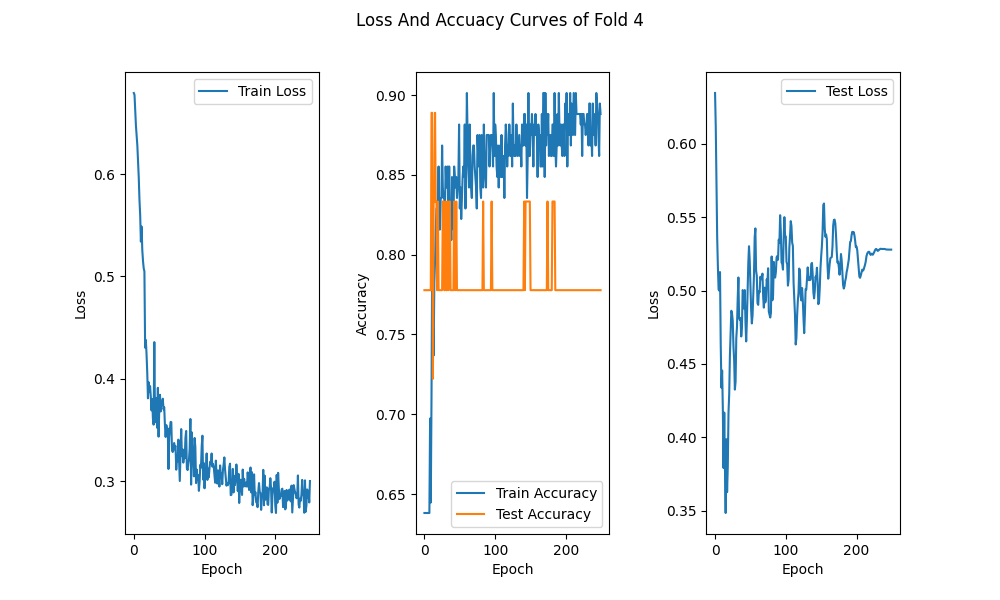 Loss And Accuacy Curves of Fold 4
Train Loss
0.6
0.5
0.4
0.3
Loss
0
100
200
Epoch
0.90
0.85
0.80
0.75
0.70
0.65
Accuracy
Train Accuracy
Test Accuracy
0
100
200
Epoch
Test Loss
0.60
0.55
0.50
0.45
0.40
0.35
Loss
0
100
200
Epoch